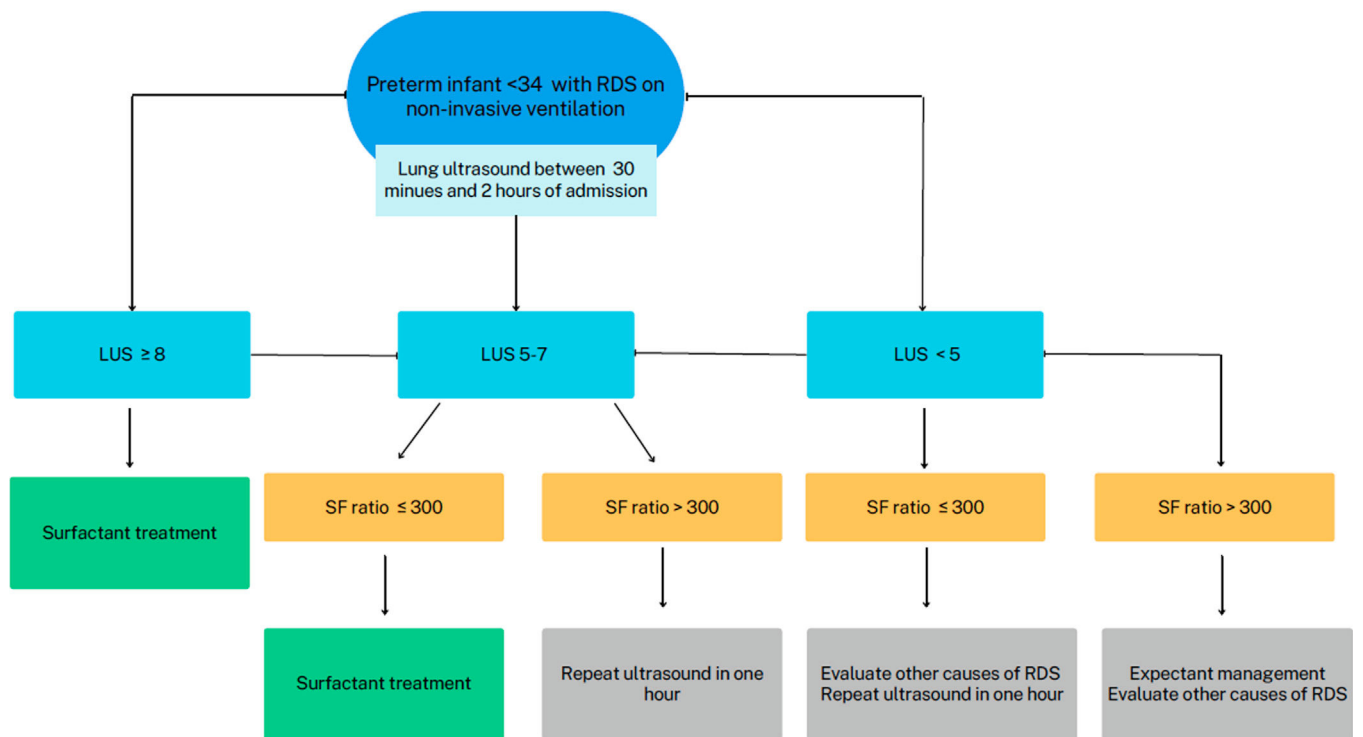 Preterm infant <34 with RDS on
non-invasive ventilation
Lung ultrasound between 30
minues and 2 hours of admission
LUS ≥ 8
LUS 5-7
LUS < 5
Surfactant treatment
SF ratio ≤ 300
SF ratio > 300
SF ratio ≤ 300
SF ratio > 300
Surfactant treatment
Repeat ultrasound in one
hour
Evaluate other causes of RDS
Repeat ultrasound in one hour
Expectant management
Evaluate other causes of RDS